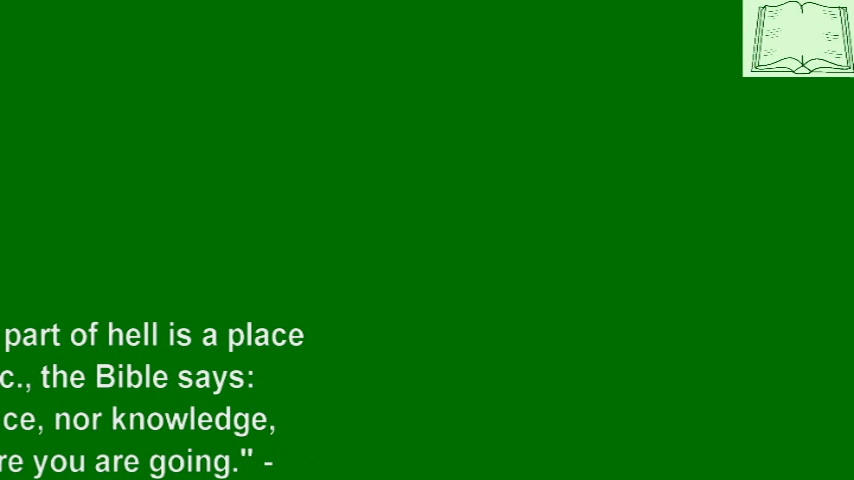 part of hell is a place
c., the Bible says:
ce, nor knowledge,
re you are going." -